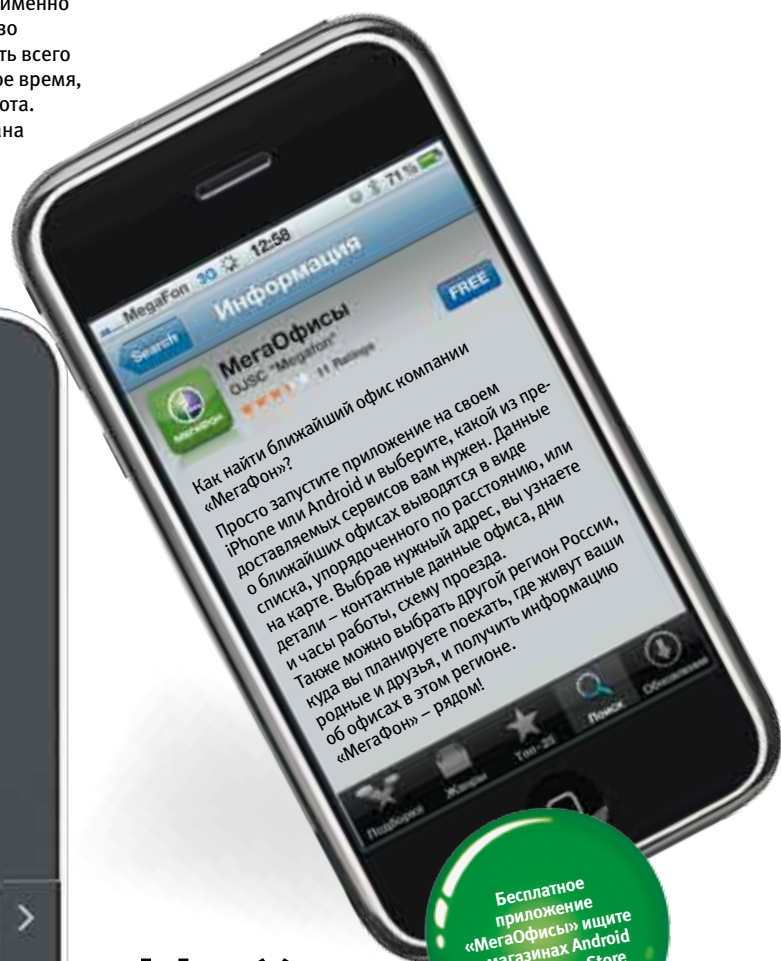 именно
ть всего
ое время,
ота.
MegaFon 3G 12:58 71%
Информация
Search
МегаОфисы
OJSC "Megafon"
11 Ratings
FREE
МЕГАФОН
Как найти ближайший офис компании
«МегаФон»?
Просто запустите приложение на своем
iPhone или Android и выберите, какой из пре-
доставляемых сервисов вам нужен. Данные
о ближайших офисах выводятся в виде
списка, упорядоченного по расстоянию, или
на карте. Выбрав нужный адрес, вы узнаете
детали – контактные данные офиса, дни
и часы работы, схему проезда.
Также можно выбрать другой регион России,
куда вы планируете поехать, где живут ваши
родные и друзья, и получить информацию
об офисах в этом регионе.
«МегаФон» – рядом!
Подборки
Жанры
Топ-25
Поиск
Обновления
Бесплатное
приложение
«МегаОфисы» ищите
магазинах Android
Store